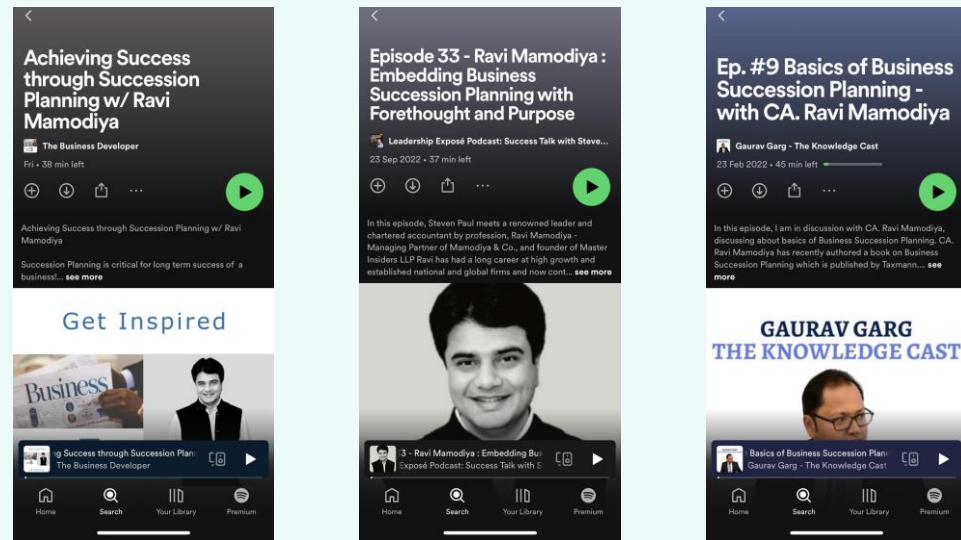 Achieving Success
through Succession
Planning w/ Ravi
Mamodiya
The Business Developer
Fri • 38 min left
Achieving Success through Succession Planning w/ Ravi
Mamodiya
Succession Planning is critical for long term success of a
business!... see more
Get Inspired
Business
ng Success through Succession Plan
The Business Developer
Home
Search
Your Library
Premium
Episode 33 - Ravi Mamodiya :
Embedding Business
Succession Planning with
Forethought and Purpose
Leadership Exposé Podcast: Success Talk with Steve...
23 Sep 2022 • 37 min left
In this episode, Steven Paul meets a renowned leader and
chartered accountant by profession, Ravi Mamodiya -
Managing Partner of Mamodiya & Co., and founder of Master
Insiders LLP Ravi has had a long career at high growth and
established national and global firms and now cont... see more
3 - Ravi Mamodiya : Embedding Bus
Exposé Podcast: Success Talk with S
Home
Search
Your Library
Premium
Ep. #9 Basics of Business
Succession Planning -
with CA. Ravi Mamodiya
Gaurav Garg - The Knowledge Cast
23 Feb 2022 • 45 min left
In this episode, I am in discussion with CA. Ravi Mamodiya,
discussing about basics of Business Succession Planning. CA.
Ravi Mamodiya has recently authored a book on Business
Succession Planning which is published by Taxmann.... see
more
GAURAV GARG
THE KNOWLEDGE CAST
Basics of Business Succession Plann
Gaurav Garg - The Knowledge Cast
Home
Search
Your Library
Premium